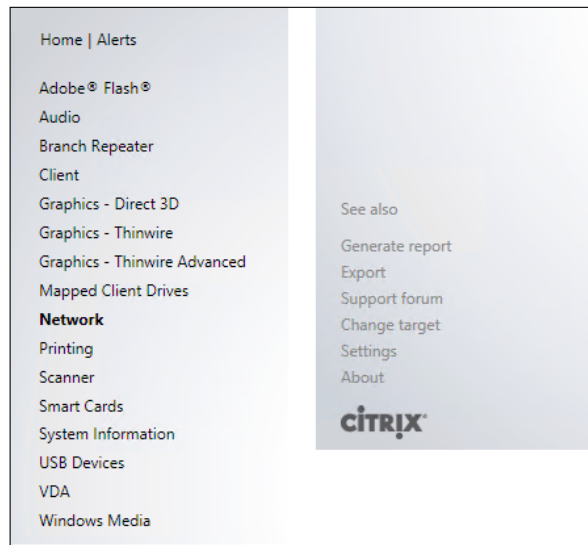 Home | Alerts
Adobe® Flash®
Audio
Branch Repeater
Client
Graphics - Direct 3D
Graphics - Thinwire
Graphics - Thinwire Advanced
Mapped Client Drives
Network
Printing
Scanner
Smart Cards
System Information
USB Devices
VDA
Windows Media
See also
Generate report
Export
Support forum
Change target
Settings
About
CITRIX®